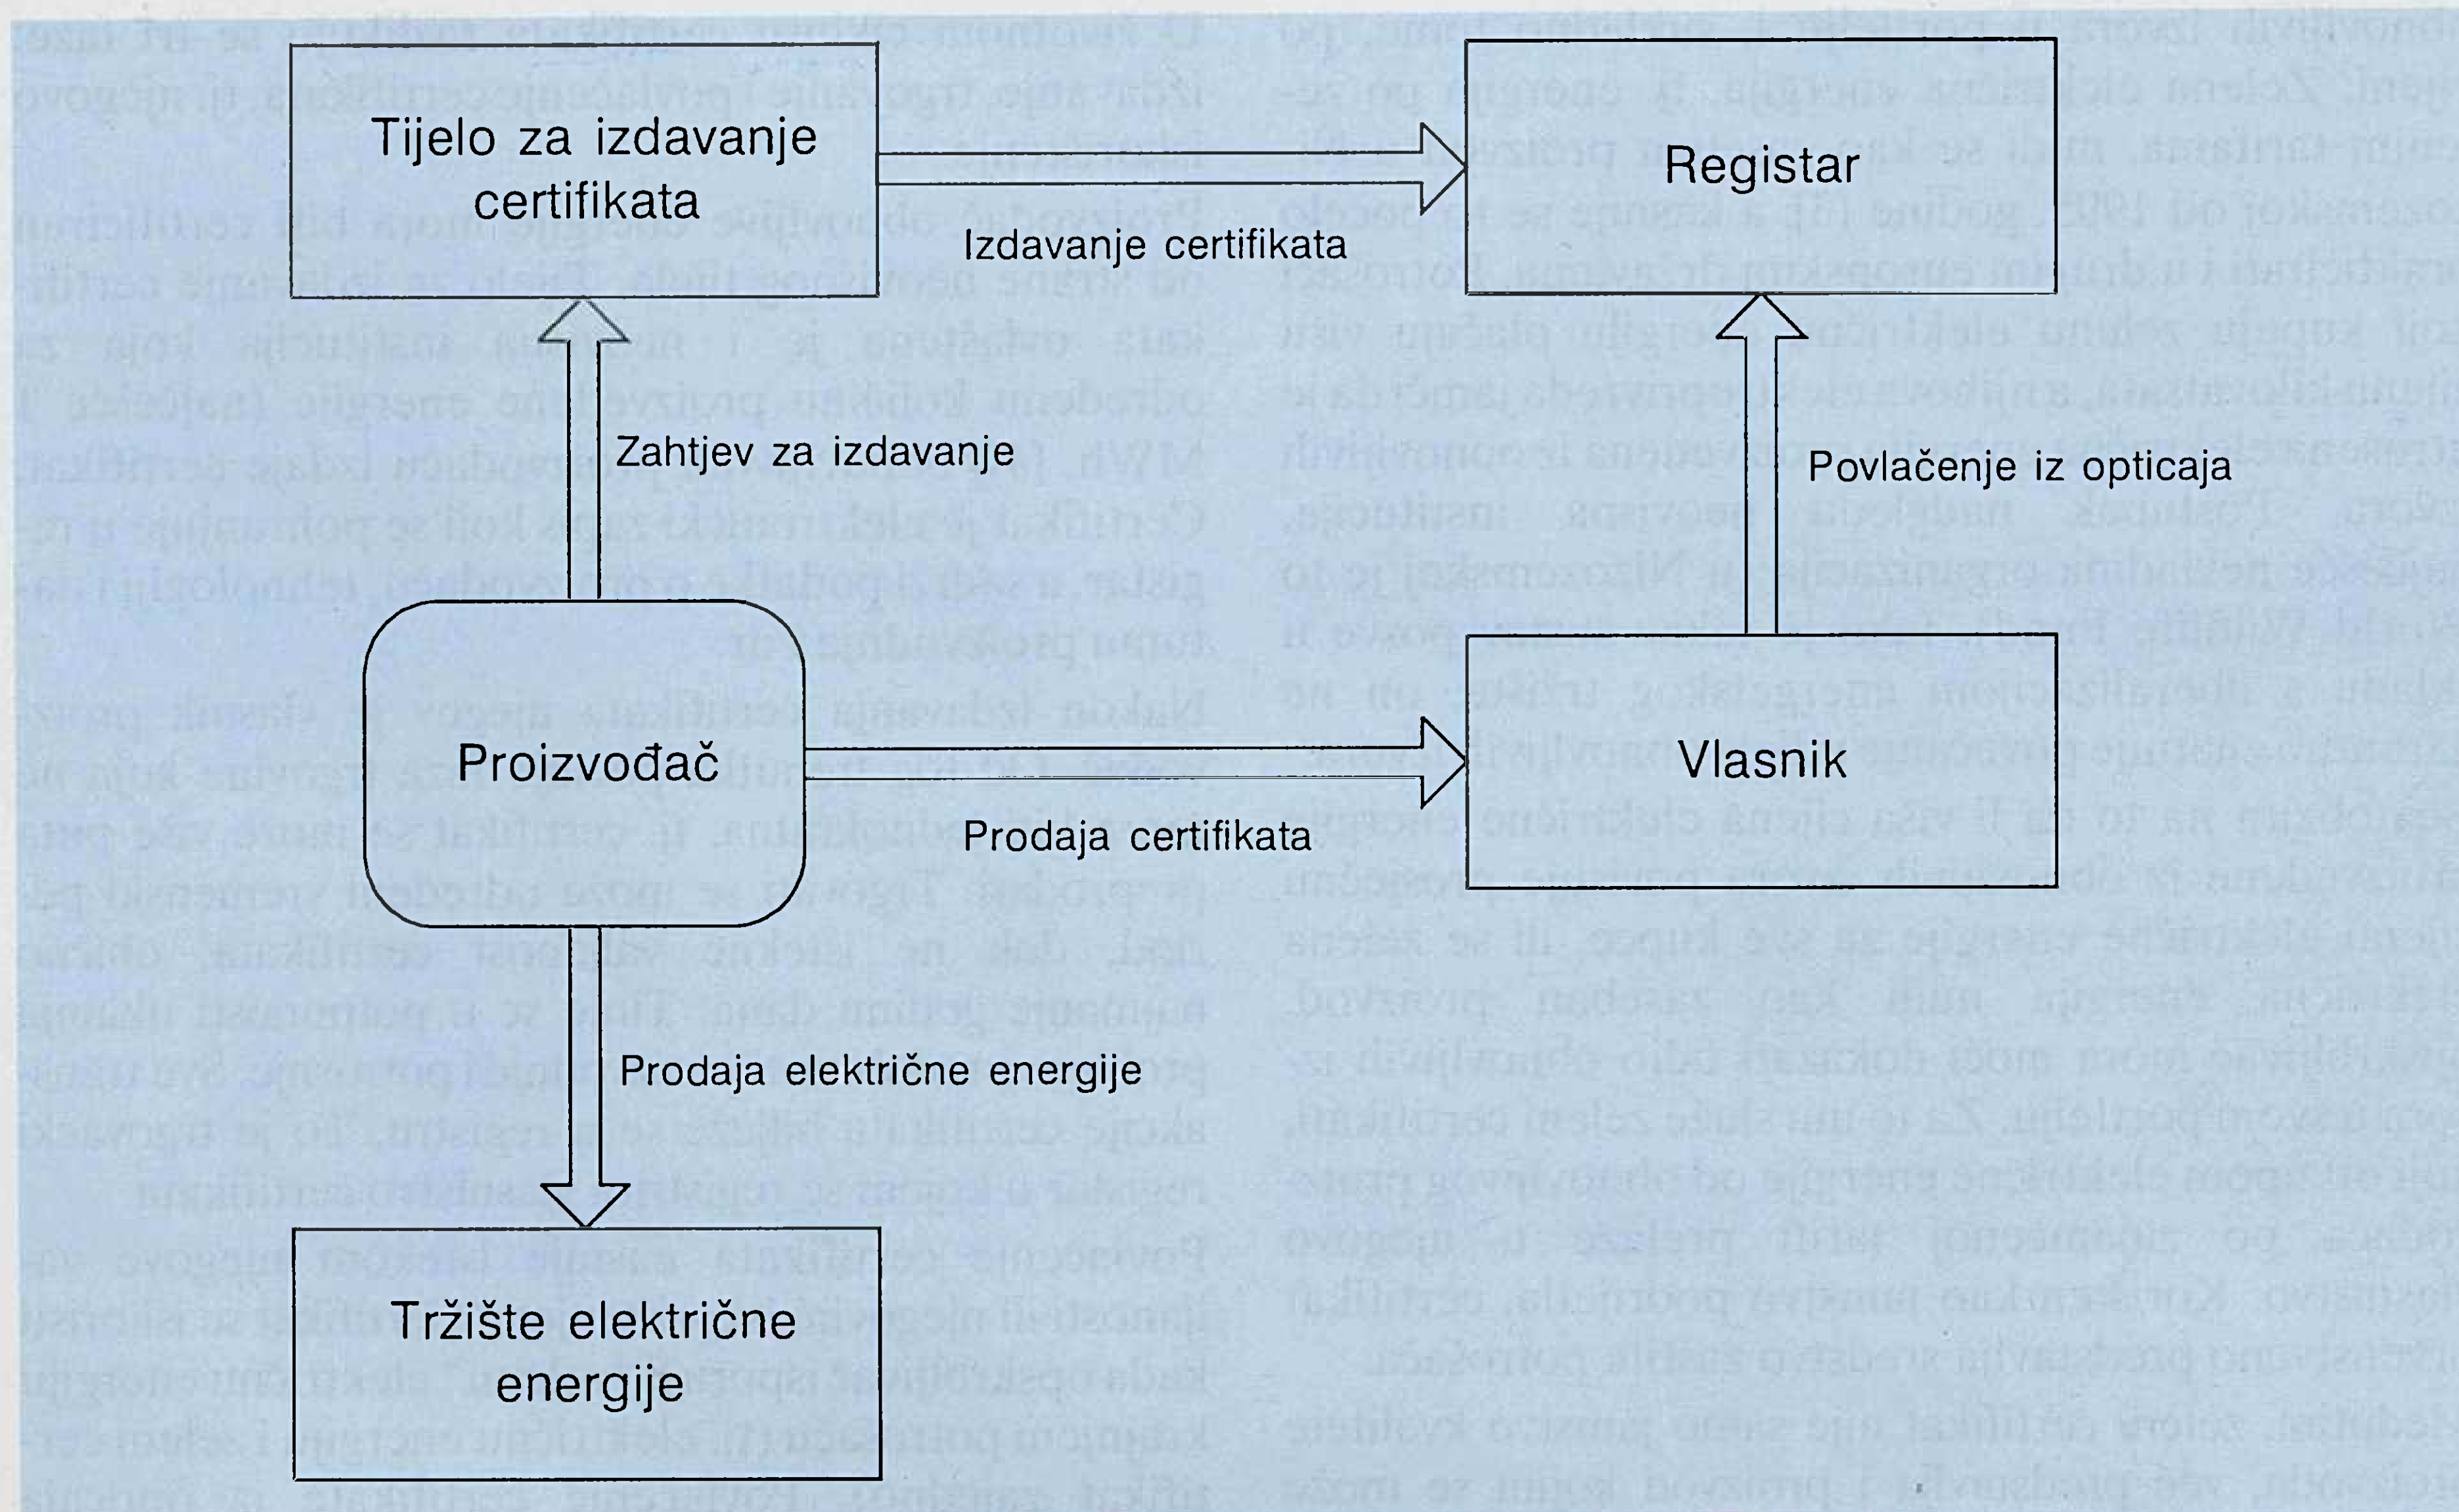 Tijelo za izdavanje
certifikata
Registar
Izdavanje certifikata
Zahtjev za izdavanje
Povlačenje iz opticaja
Proizvođač
Vlasnik
Prodaja certifikata
Prodaja električne energije
Tržište električne
energije